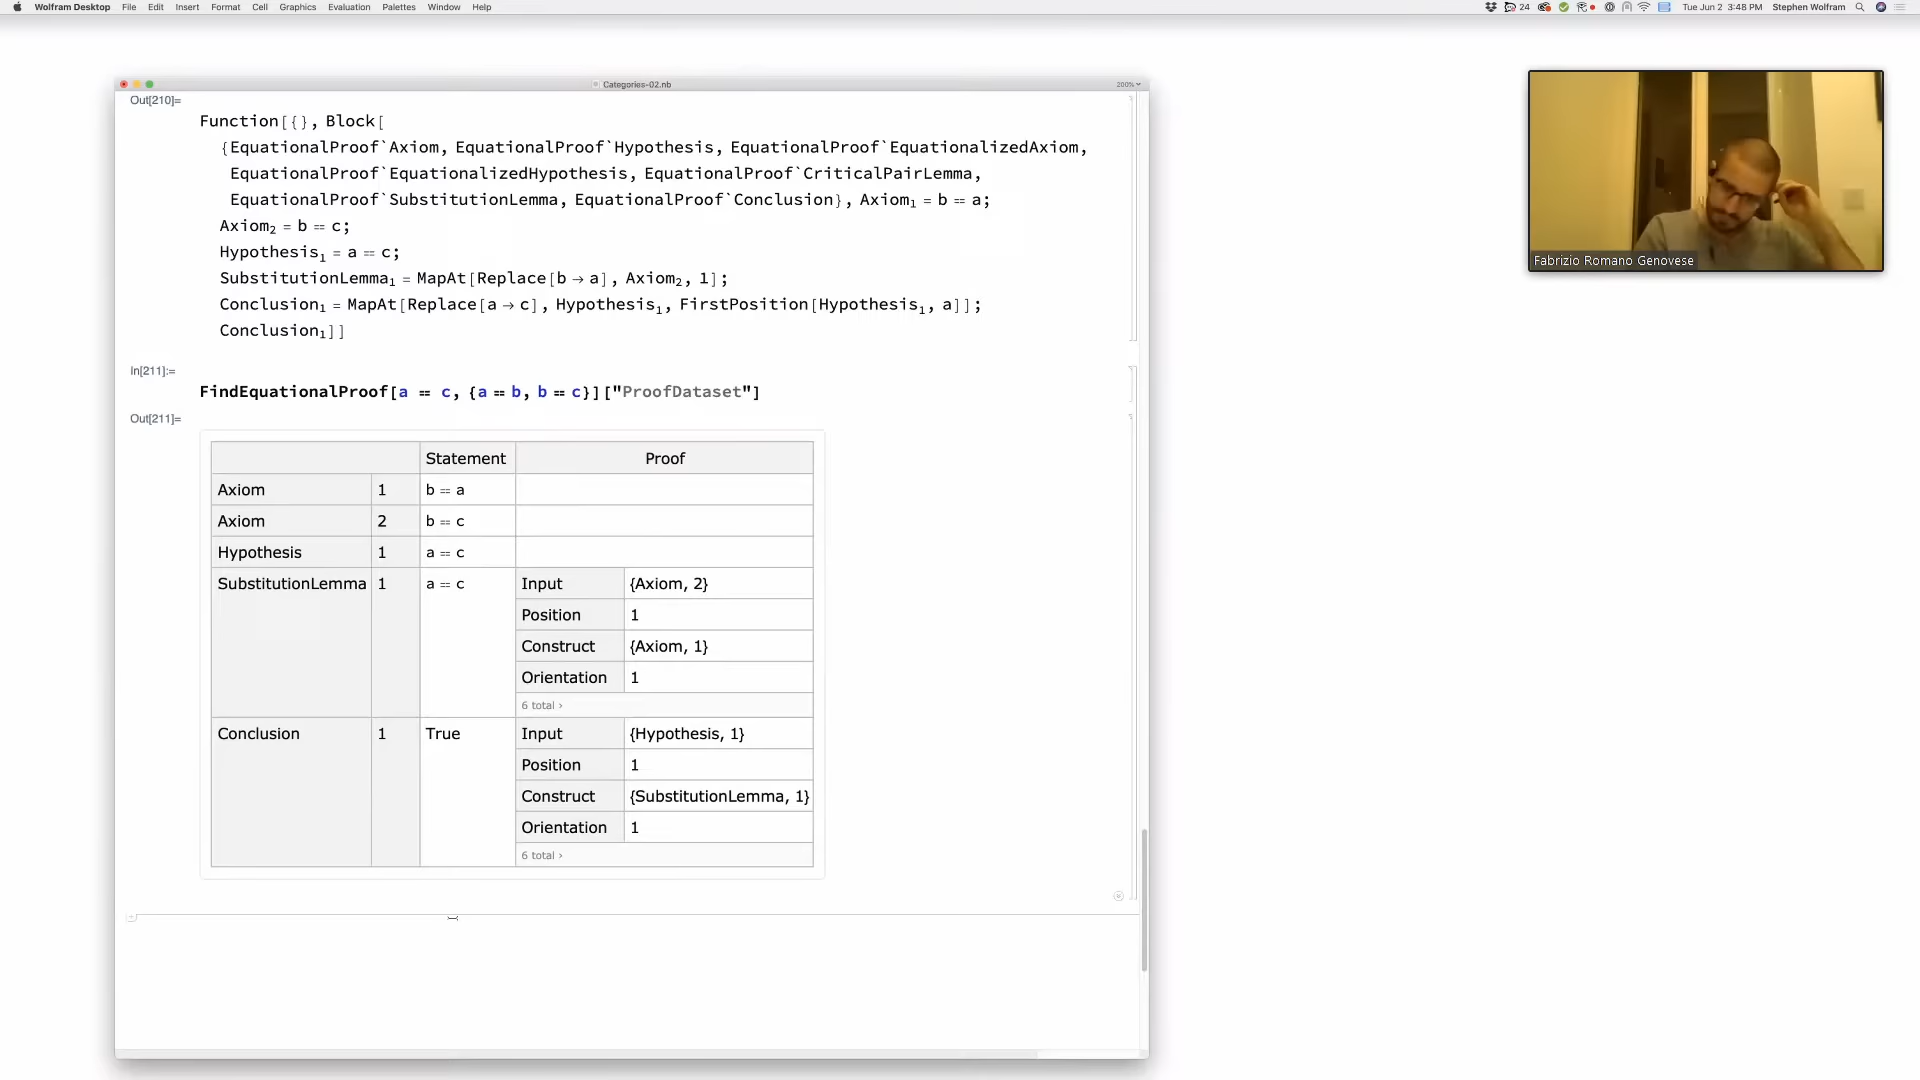 Wolfram Desktop File Edit Insert Format Cell Graphics Evaluation Palettes Window Help 24 Tue Jun 2 3:48 PM Stephen Wolfram
Categories-02.nb 200%
Out[210]=
Function[{}, Block[
{EquationalProof`Axiom, EquationalProof`Hypothesis, EquationalProof`EquationalizedAxiom,
EquationalProof`EquationalizedHypothesis, EquationalProof`CriticalPairLemma,
EquationalProof`SubstitutionLemma, EquationalProof`Conclusion}, Axiom₁ = b == a;
Axiom₂ = b == c;
Hypothesis₁ = a == c;
SubstitutionLemma₁ = MapAt[Replace[b → a], Axiom₂, 1];
Conclusion₁ = MapAt[Replace[a → c], Hypothesis₁, FirstPosition[Hypothesis₁, a]];
Conclusion₁]]
In[211]:=
FindEquationalProof[a == c, {a == b, b == c}]["ProofDataset"]
Out[211]=
Statement Proof
Axiom 1 b == a
Axiom 2 b == c
Hypothesis 1 a == c
SubstitutionLemma 1 a == c Input {Axiom, 2}
Position 1
Construct {Axiom, 1}
Orientation 1
6 total ›
Conclusion 1 True Input {Hypothesis, 1}
Position 1
Construct {SubstitutionLemma, 1}
Orientation 1
6 total ›
Fabrizio Romano Genovese